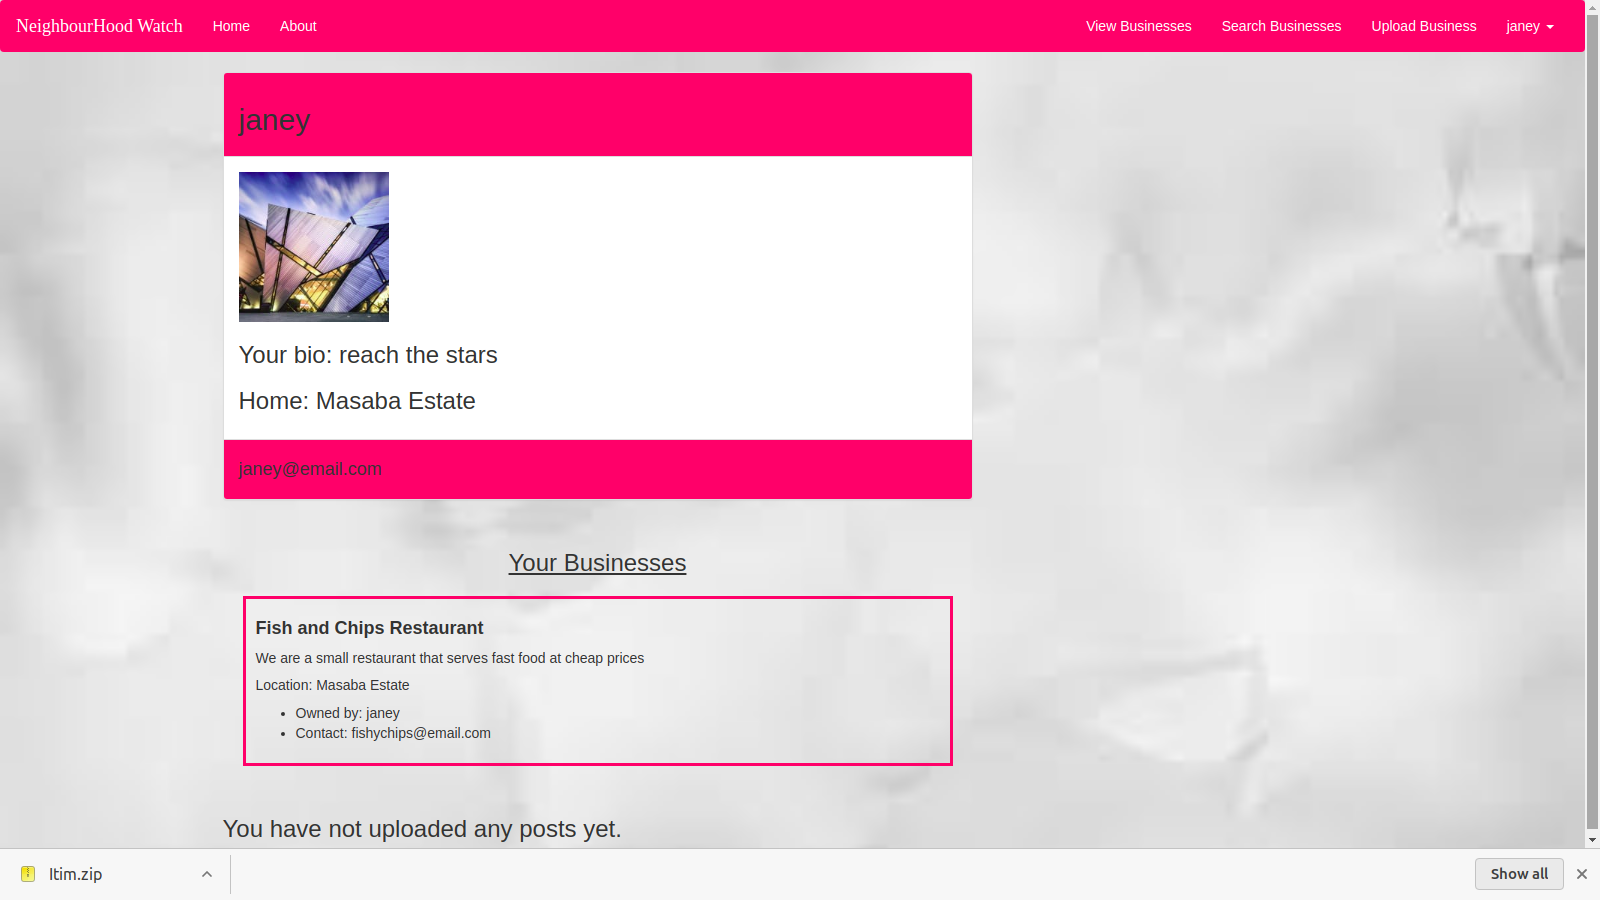 NeighbourHood Watch Home About View Businesses Search Businesses Upload Business janey
janey
Your bio: reach the stars
Home: Masaba Estate
janey@email.com
Your Businesses
Fish and Chips Restaurant
We are a small restaurant that serves fast food at cheap prices
Location: Masaba Estate
• Owned by: janey
• Contact: fishychips@email.com
You have not uploaded any posts yet.
Itim.zip Show all